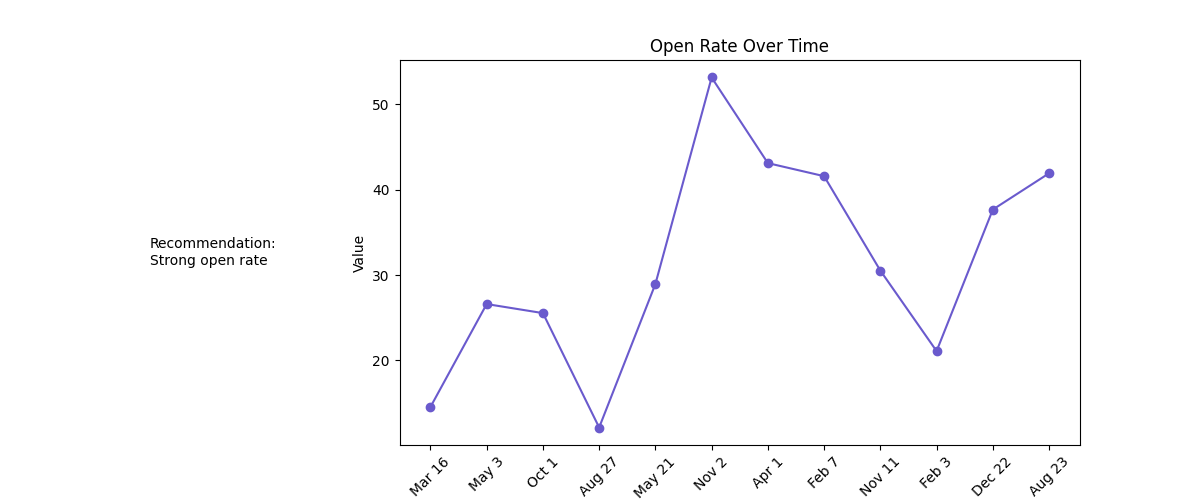 Open Rate Over Time
Recommendation:
Strong open rate
Value
50
40
30
20
Mar 16
May 3
Oct 1
Aug 27
May 21
Nov 2
Apr 1
Feb 7
Nov 11
Feb 3
Dec 22
Aug 23